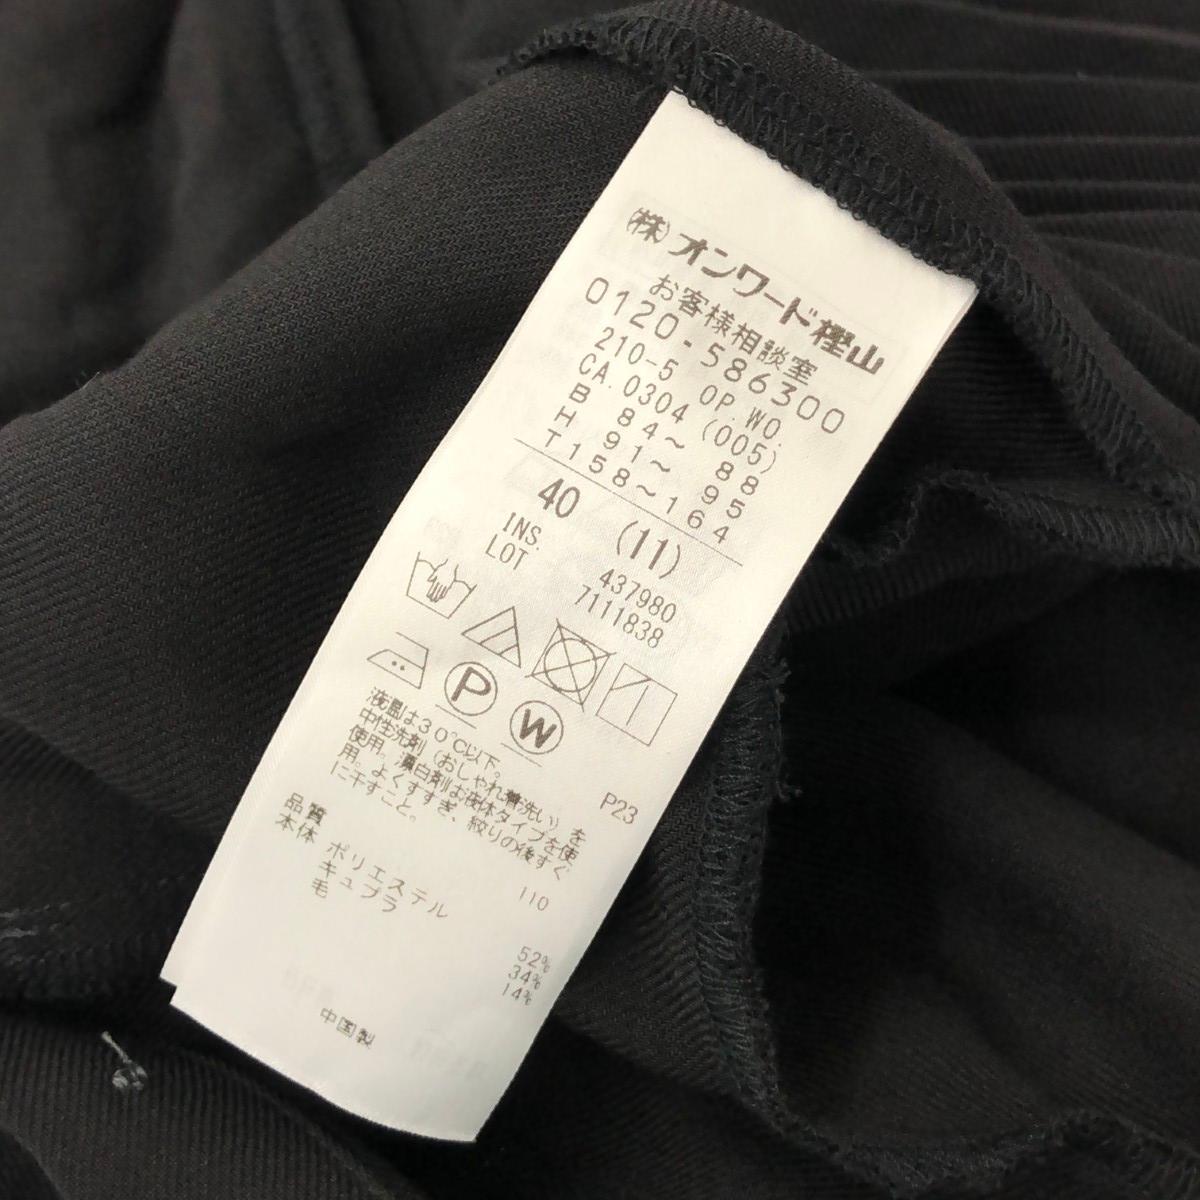 ㈱オンワード樫山
お客様相談室
0120-586300
210-5 OP.WO.
CA.0304 (005)
B 84～ 88
H 91～ 95
T158～164
40 (11)
INS. 437980
LOT 7111838
P W
液温は30℃以下。
中性洗剤(おしゃれ着洗い)を
使用。漂白剤は液体タイプを使
用。よくすすぎ、絞りの後すぐ
に干すこと。
P23
品質
110
本体
ポリエステル 52%
キュプラ 34%
毛 14%
中国製